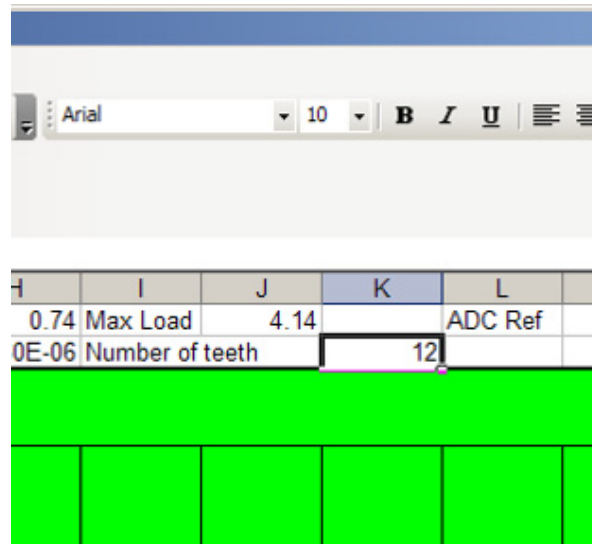 Arial 10 B I U
H I J K L
0.74 Max Load 4.14 ADC Ref
0E-06 Number of teeth 12